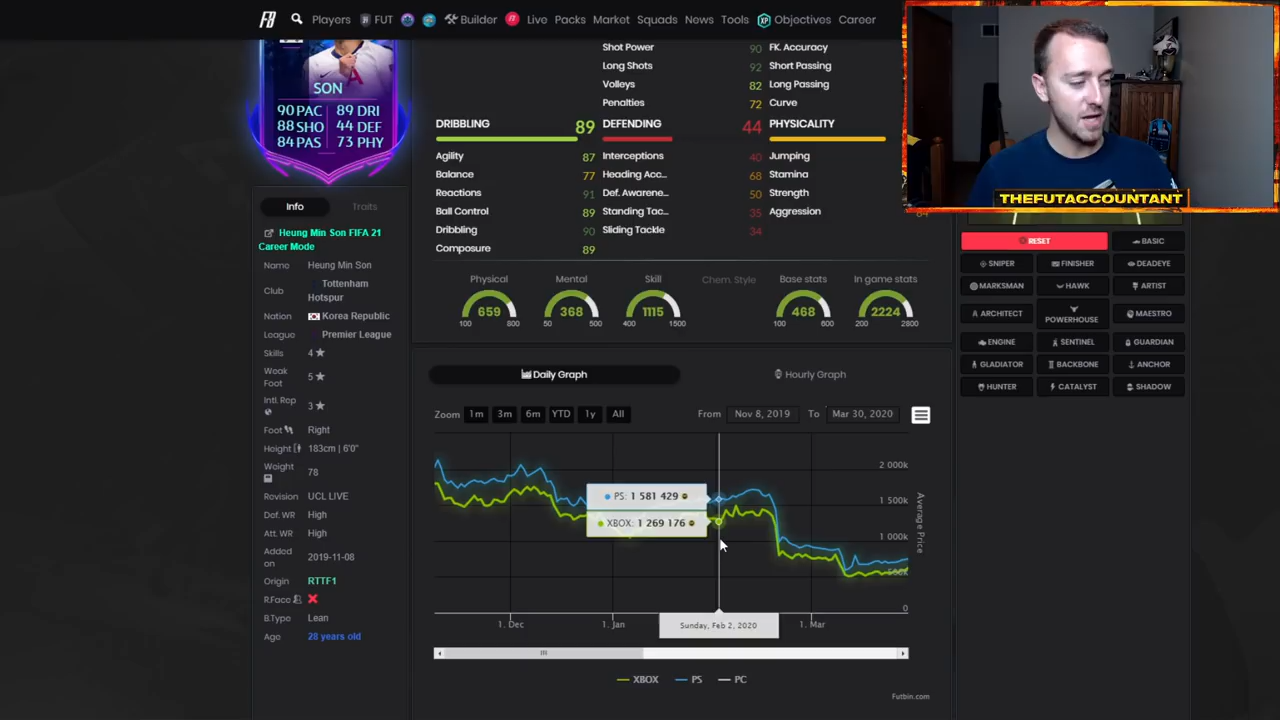 Players FUT Builder Live Packs Market Squads News Tools XP Objectives Career
SON
90 PAC 89 DRI
88 SHO 44 DEF
84 PAS 73 PHY
Shot Power 90 FK. Accuracy
Long Shots 92 Short Passing
Volleys 82 Long Passing
Penalties 72 Curve
DRIBBLING 89 DEFENDING 44 PHYSICALITY
Agility 87 Interceptions 40 Jumping
Balance 77 Heading Acc... 68 Stamina
Reactions 91 Def. Awarene... 50 Strength
Ball Control 89 Standing Tac... 35 Aggression
Dribbling 90 Sliding Tackle 34
Composure 89
THEFUTACCOUNTANT
Info Traits
Heung Min Son FIFA 21
Career Mode
Name Heung Min Son
Club Tottenham
Hotspur
Nation Korea Republic
League Premier League
Skills 4
Weak
Foot 5
Intl. Rep 3
Foot Right
Height 183cm | 6'0"
Weight 78
Revision UCL LIVE
Def. WR High
Att. WR High
Added
on 2019-11-08
Origin RTTF1
R.Face
B.Type Lean
Age 28 years old
Physical Mental Skill Chem. Style Base stats In game stats
659 368 1115 468 2224
100 800 50 500 400 1500 100 600 200 2800
Daily Graph Hourly Graph
Zoom 1m 3m 6m YTD 1y All From Nov 8, 2019 To Mar 30, 2020
2 000k
1 500k
1 000k
500k
0
Average Price
PS: 1 581 429
XBOX: 1 269 176
1. Dec 1. Jan Sunday, Feb 2, 2020 1. Mar
XBOX PS PC
Futbin.com
RESET BASIC
SNIPER FINISHER DEADEYE
MARKSMAN HAWK ARTIST
ARCHITECT POWERHOUSE MAESTRO
ENGINE SENTINEL GUARDIAN
GLADIATOR BACKBONE ANCHOR
HUNTER CATALYST SHADOW